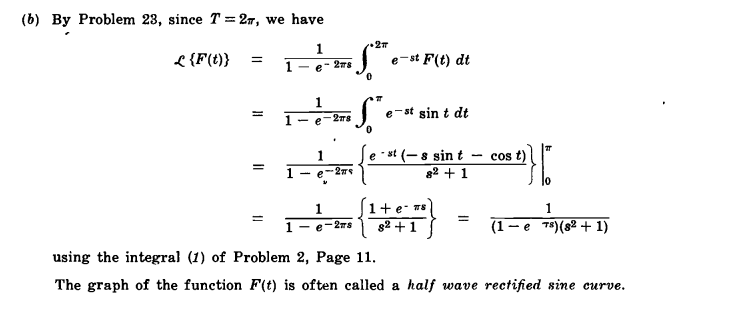 (b) By Problem 23, since T = 2π, we have
ℒ {F(t)} = 1/(1 − e^{−2πs}) ∫_0^{2π} e^{−st} F(t) dt
= 1/(1 − e^{−2πs}) ∫_0^{π} e^{−st} sin t dt
= 1/(1 − e^{−2πs}) {e^{−st} (− s sin t − cos t)/(s² + 1)} |_0^{π}
= 1/(1 − e^{−2πs}) {(1 + e^{−πs})/(s² + 1)} = 1/((1 − e^{πs})(s² + 1))
using the integral (1) of Problem 2, Page 11.
The graph of the function F(t) is often called a half wave rectified sine curve.